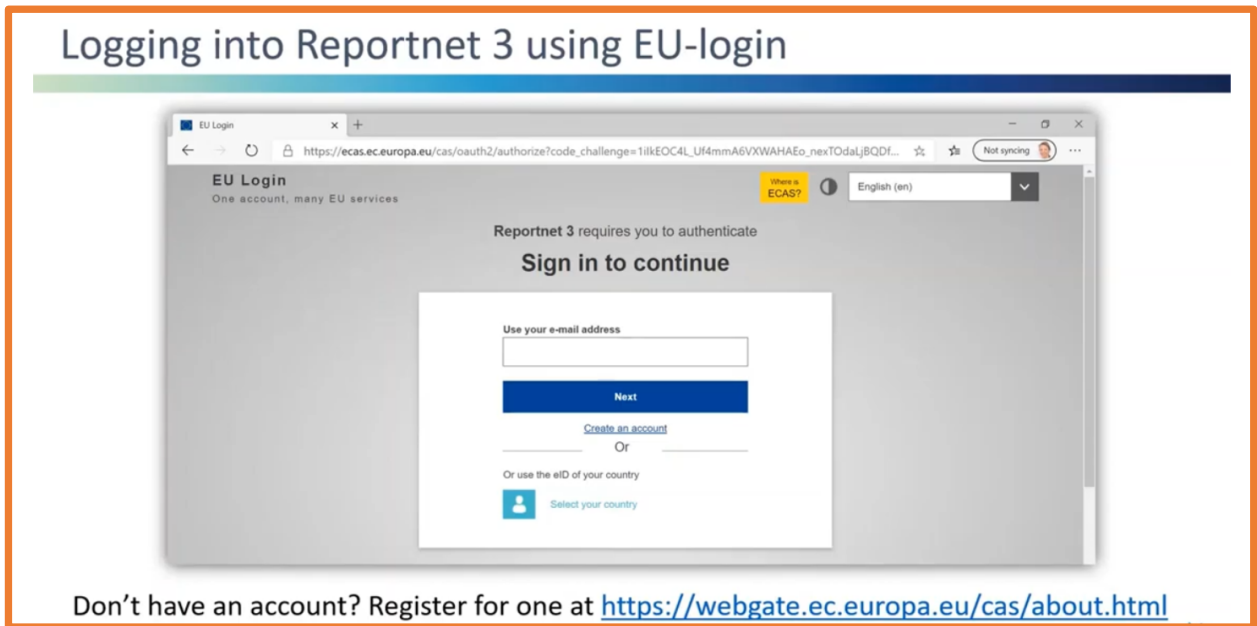 Logging into Reportnet 3 using EU-login
EU Login
https://ecas.ec.europa.eu/cas/oauth2/authorize?code_challenge=1iIkEOC4L_Uf4mmA6VXWAHAEo_nexTOdaLjBQDf...
Not syncing
EU Login
One account, many EU services
Where is
ECAS?
English (en)
Reportnet 3 requires you to authenticate
Sign in to continue
Use your e-mail address
Next
Create an account
Or
Or use the eID of your country
Select your country
Don't have an account? Register for one at https://webgate.ec.europa.eu/cas/about.html